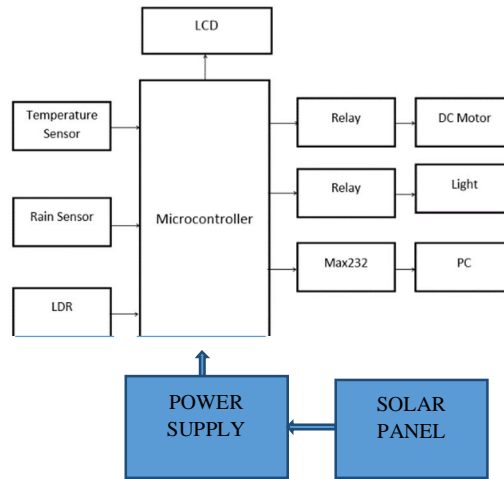 LCD
Temperature
Sensor
Relay
DC Motor
Rain Sensor
Microcontroller
Relay
Light
Max232
PC
LDR
POWER
SUPPLY
SOLAR
PANEL